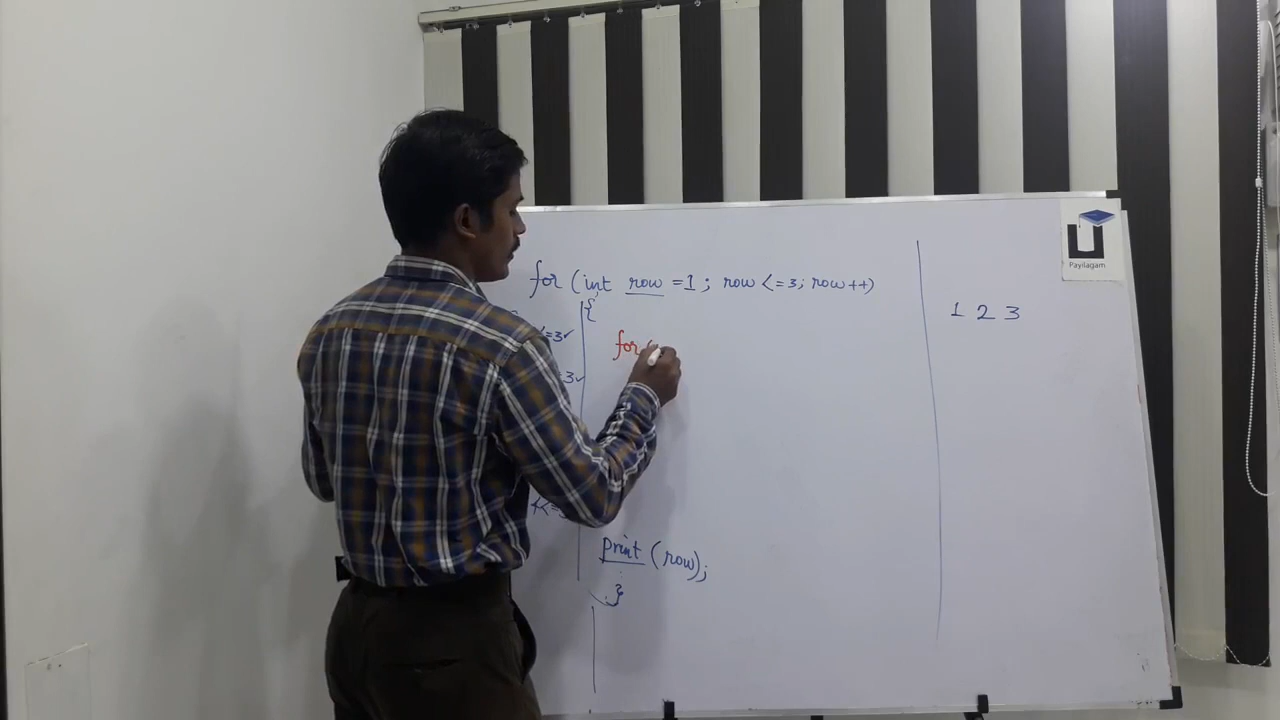 for (int row =1; row <=3; row++)
{
<=3✓
for (
=3✓
print (row);
}
1 2 3
Payilagam